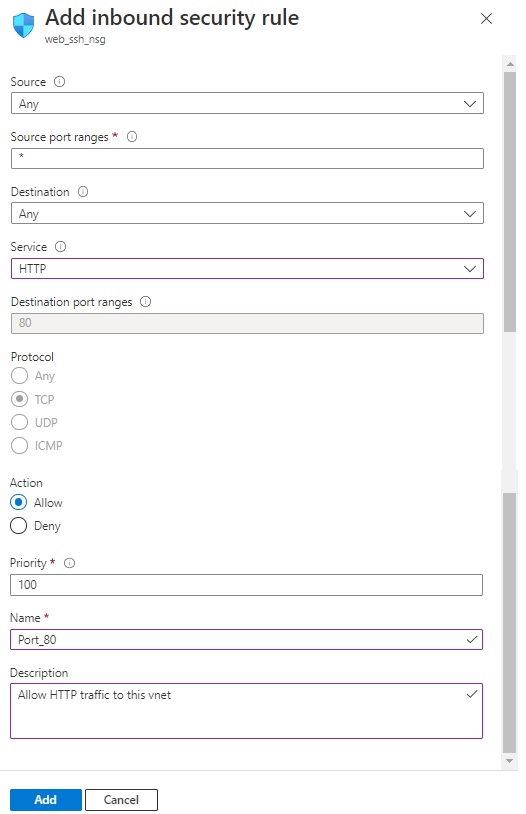 Add inbound security rule
web_ssh_nsg
Source
Any
Source port ranges *
*
Destination
Any
Service
HTTP
Destination port ranges
80
Protocol
Any
TCP
UDP
ICMP
Action
Allow
Deny
Priority *
100
Name *
Port_80
Description
Allow HTTP traffic to this vnet
Add Cancel